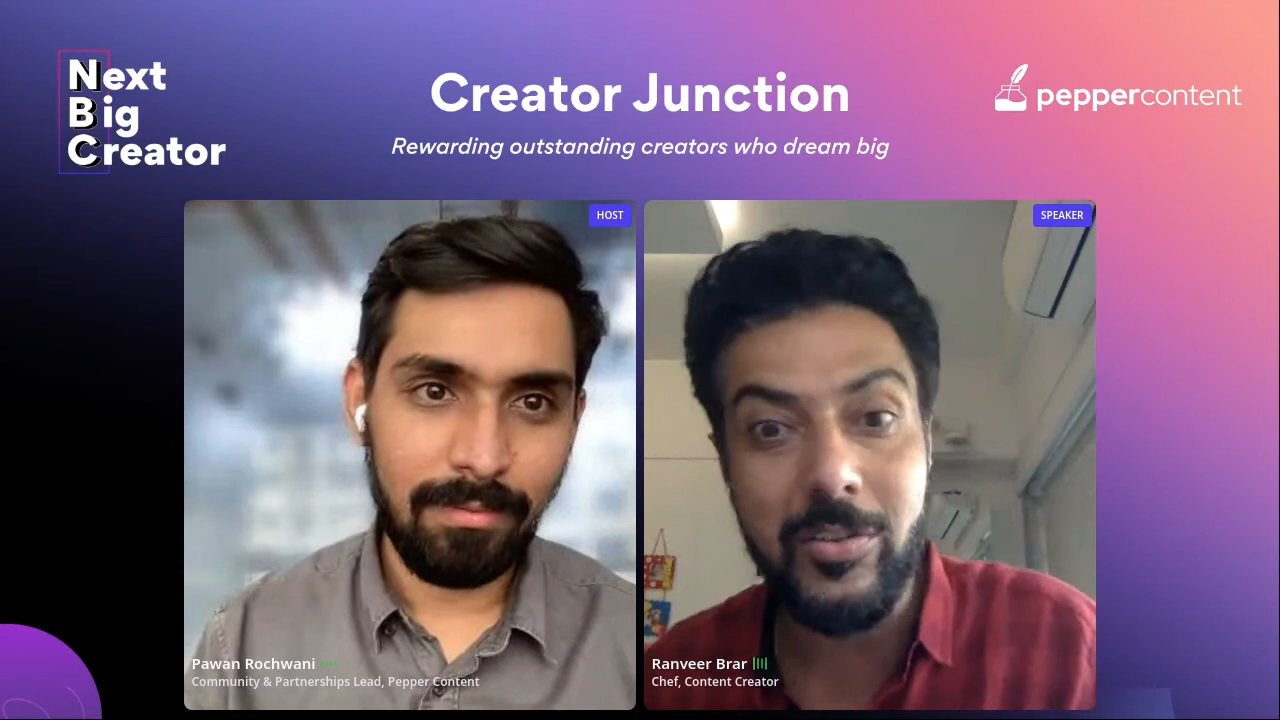 Next
Big
Creator
Creator Junction
Rewarding outstanding creators who dream big
peppercontent
HOST
SPEAKER
Pawan Rochwani
Community & Partnerships Lead, Pepper Content
Ranveer Brar
Chef, Content Creator